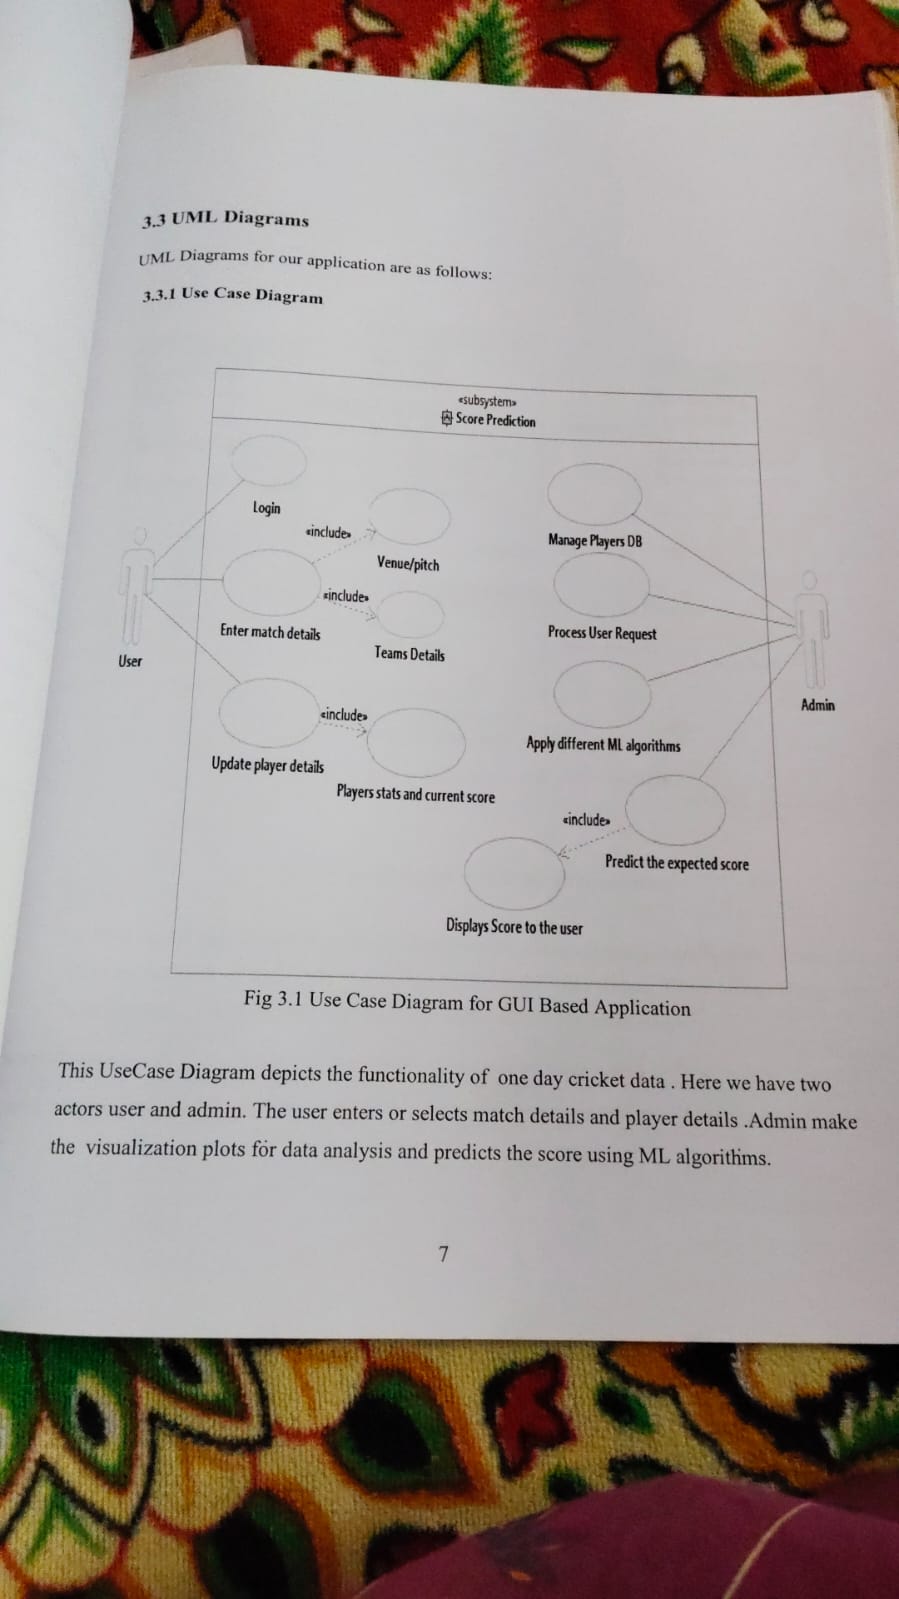 3.3 UML Diagrams
UML Diagrams for our application are as follows:
3.3.1 Use Case Diagram
«subsystem»
Score Prediction
Login
«include»
Venue/pitch
Manage Players DB
«include»
Enter match details
Teams Details
Process User Request
User
Admin
«include»
Update player details
Players stats and current score
Apply different ML algorithms
«include»
Predict the expected score
Displays Score to the user
Fig 3.1 Use Case Diagram for GUI Based Application
This UseCase Diagram depicts the functionality of one day cricket data . Here we have two
actors user and admin. The user enters or selects match details and player details .Admin make
the visualization plots for data analysis and predicts the score using ML algorithms.
7